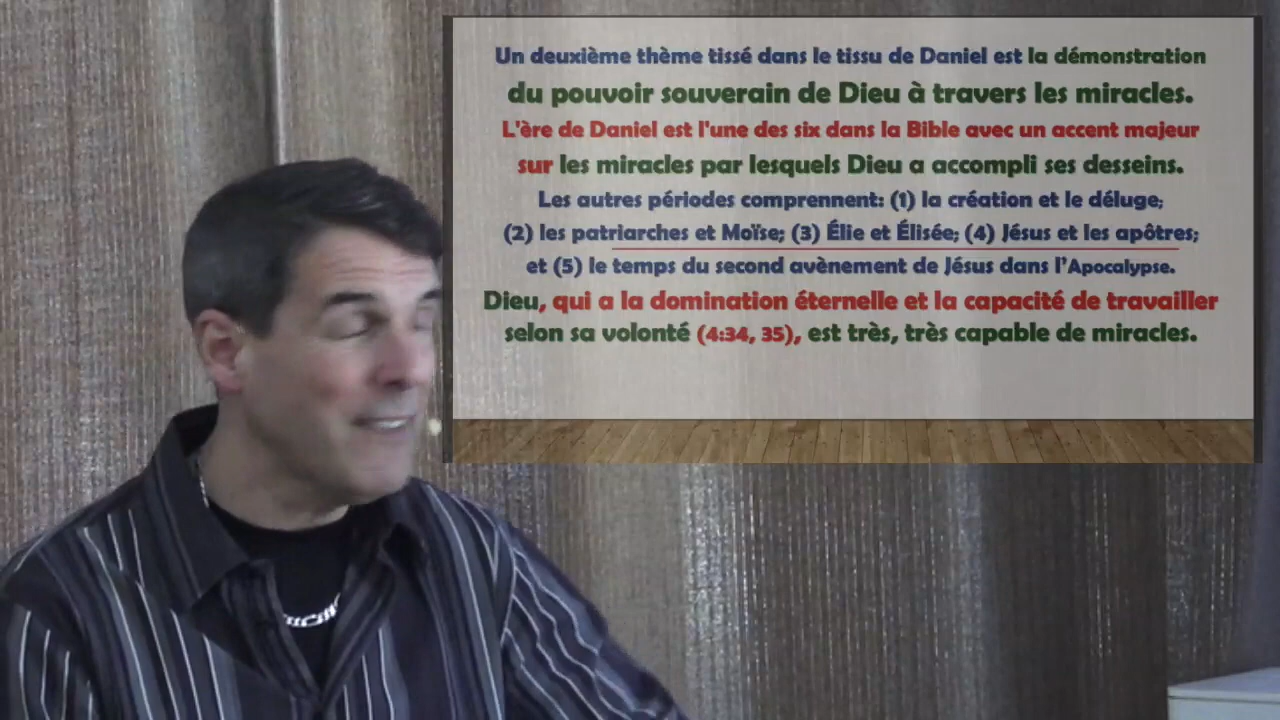 Un deuxième thème tissé dans le tissu de Daniel est la démonstration
du pouvoir souverain de Dieu à travers les miracles.
L'ère de Daniel est l'une des six dans la Bible avec un accent majeur
sur les miracles par lesquels Dieu a accompli ses desseins.
Les autres périodes comprennent: (1) la création et le déluge;
(2) les patriarches et Moïse; (3) Élie et Élisée; (4) Jésus et les apôtres;
et (5) le temps du second avènement de Jésus dans l'Apocalypse.
Dieu, qui a la domination éternelle et la capacité de travailler
selon sa volonté (4:34, 35), est très, très capable de miracles.